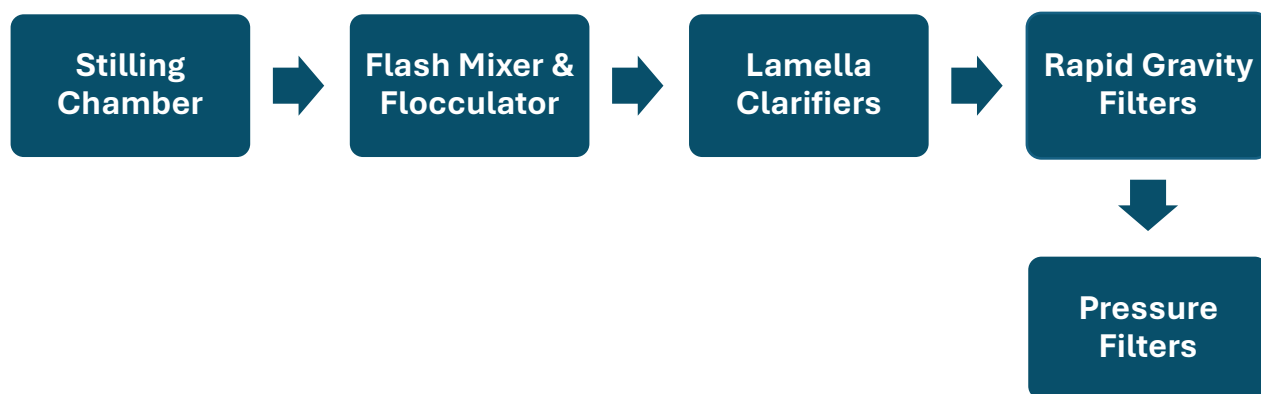 Stilling
Chamber
Flash Mixer &
Flocculator
Lamella
Clarifiers
Rapid Gravity
Filters
Pressure
Filters